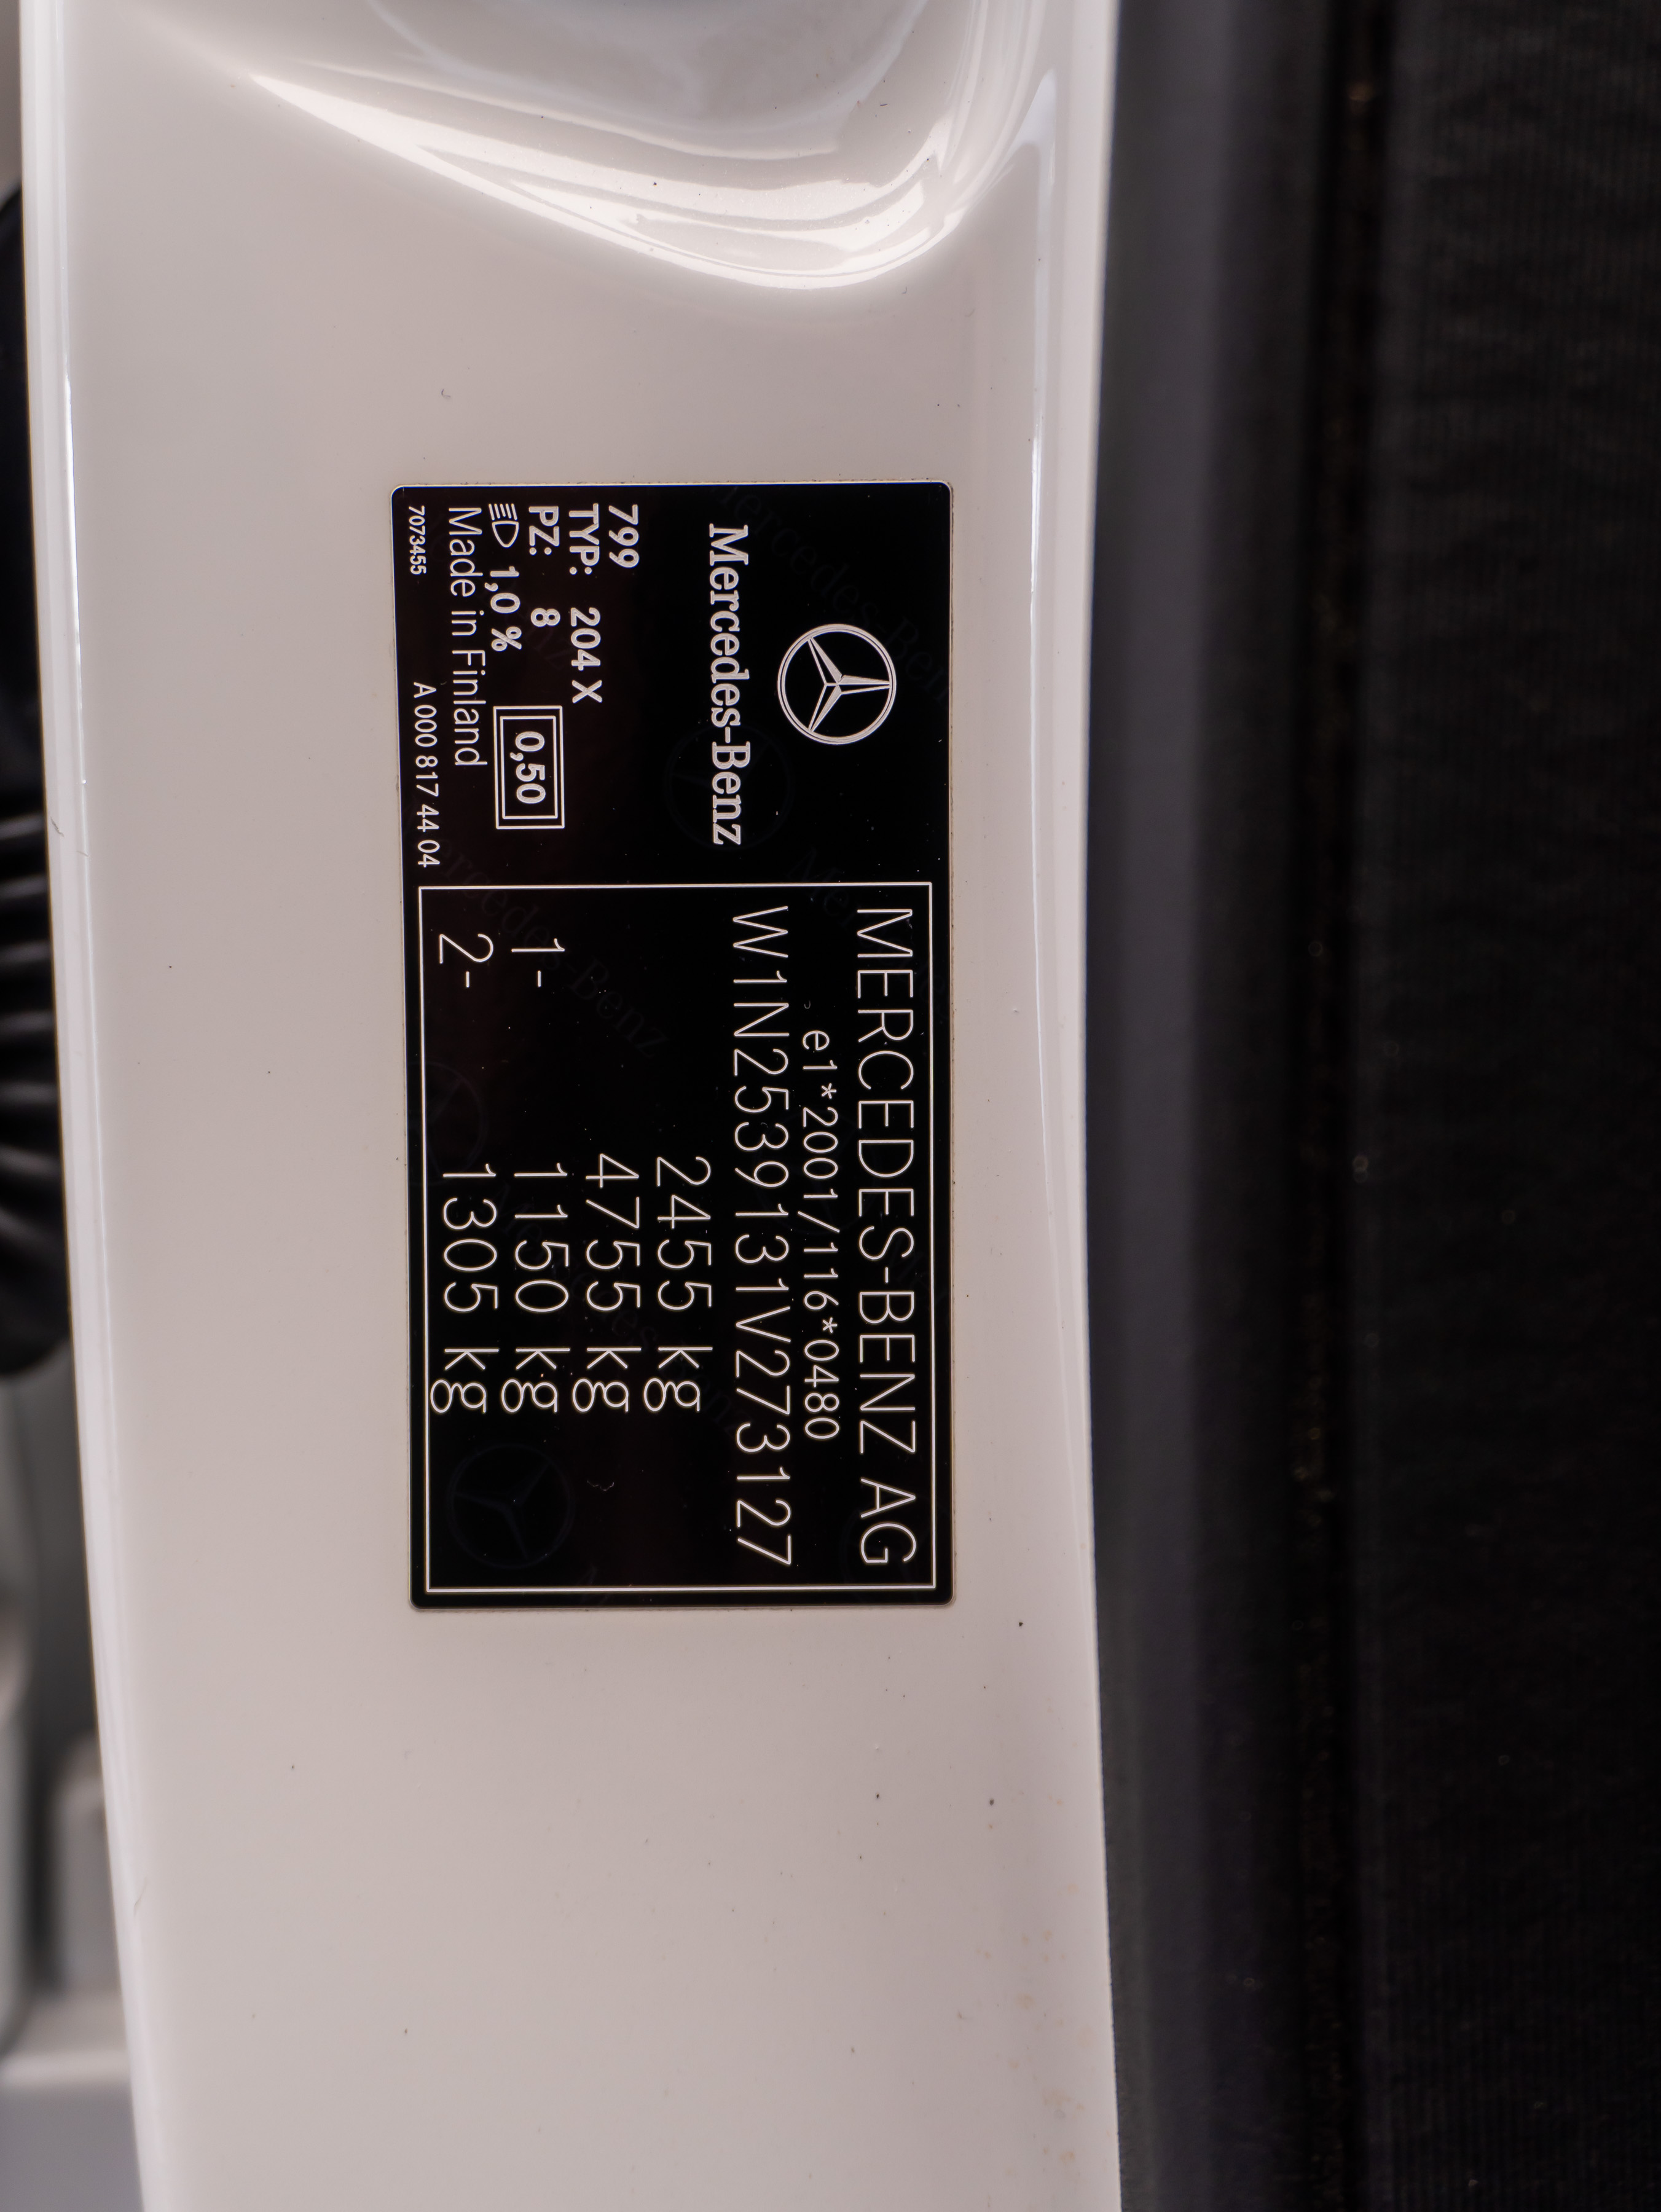 Mercedes-Benz
799
TYP: 204 X
PZ: 8
1,0 %
0,50
Made in Finland
7073455 A 000 817 44 04
MERCEDES-BENZ AG
e1*2001/116*0480
W1N2539131V273127
2455 kg
4755 kg
1- 1150 kg
2- 1305 kg